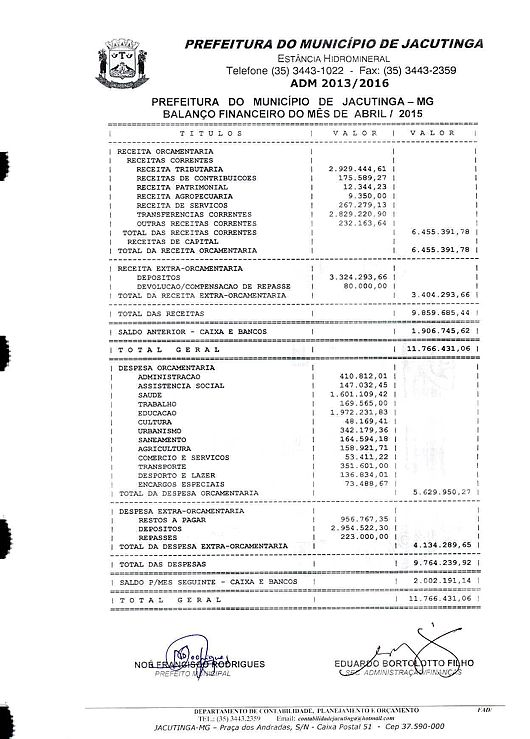 PREFEITURA DO MUNICÍPIO DE JACUTINGA
ESTÂNCIA HIDROMINERAL
Telefone (35) 3443-1022 - Fax: (35) 3443-2359
ADM 2013/2016
PREFEITURA DO MUNICÍPIO DE JACUTINGA – MG
BALANÇO FINANCEIRO DO MÊS DE ABRIL / 2015
| T I T U L O S | V A L O R | V A L O R |
| RECEITA ORCAMENTARIA | | |
| RECEITAS CORRENTES | | |
| RECEITA TRIBUTARIA | 2.929.444,61 | |
| RECEITAS DE CONTRIBUICOES | 175.589,27 | |
| RECEITA PATRIMONIAL | 12.344,23 | |
| RECEITA AGROPECUARIA | 9.350,00 | |
| RECEITA DE SERVICOS | 267.279,13 | |
| TRANSFERENCIAS CORRENTES | 2.829.220,90 | |
| OUTRAS RECEITAS CORRENTES | 232.163,64 | |
| TOTAL DAS RECEITAS CORRENTES | | 6.455.391,78 |
| RECEITAS DE CAPITAL | | |
| TOTAL DA RECEITA ORCAMENTARIA | | 6.455.391,78 |
| RECEITA EXTRA-ORCAMENTARIA | | |
| DEPOSITOS | 3.324.293,66 | |
| DEVOLUCAO/COMPENSACAO DE REPASSE | 80.000,00 | |
| TOTAL DA RECEITA EXTRA-ORCAMENTARIA | | 3.404.293,66 |
| TOTAL DAS RECEITAS | | 9.859.685,44 |
| SALDO ANTERIOR - CAIXA E BANCOS | | 1.906.745,62 |
| T O T A L G E R A L | | 11.766.431,06 |
| DESPESA ORCAMENTARIA | | |
| ADMINISTRACAO | 410.812,01 | |
| ASSISTENCIA SOCIAL | 147.032,45 | |
| SAUDE | 1.601.109,42 | |
| TRABALHO | 169.565,00 | |
| EDUCACAO | 1.972.231,83 | |
| CULTURA | 48.169,41 | |
| URBANISMO | 342.179,36 | |
| SANEAMENTO | 164.594,18 | |
| AGRICULTURA | 158.921,71 | |
| COMERCIO E SERVICOS | 53.411,22 | |
| TRANSPORTE | 351.601,00 | |
| DESPORTO E LAZER | 136.834,01 | |
| ENCARGOS ESPECIAIS | 73.488,67 | |
| TOTAL DA DESPESA ORCAMENTARIA | | 5.629.950,27 |
| DESPESA EXTRA-ORCAMENTARIA | | |
| RESTOS A PAGAR | 956.767,35 | |
| DEPOSITOS | 2.954.522,30 | |
| REPASSES | 223.000,00 | |
| TOTAL DA DESPESA EXTRA-ORCAMENTARIA | | 4.134.289,65 |
| TOTAL DAS DESPESAS | | 9.764.239,92 |
| SALDO P/MES SEGUINTE - CAIXA E BANCOS | | 2.002.191,14 |
| T O T A L G E R A L | | 11.766.431,06 |
NOÉ FRANCISCO RODRIGUES
PREFEITO MUNICIPAL
EDUARDO BORTOLOTTO FILHO
SEC. ADMINISTRAÇÃO/FINANÇAS
DEPARTAMENTO DE CONTABILIDADE, PLANEJAMENTO E ORÇAMENTO
TEL.: (35) 3443.2359 Email: contabilidadejacutinga@hotmail.com
JACUTINGA-MG – Praça dos Andradas, S/N - Caixa Postal 51 - Cep 37.590-000